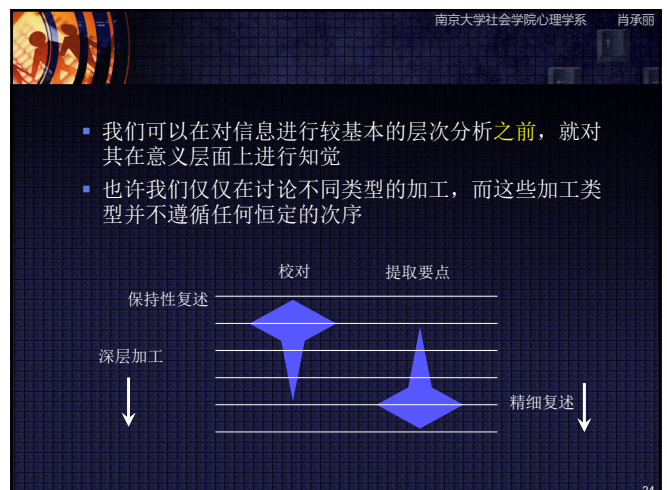 南京大学社会学院心理学系 肖承丽
我们可以在对信息进行较基本的层次分析之前，就对
其在意义层面上进行知觉
也许我们仅仅在讨论不同类型的加工，而这些加工类
型并不遵循任何恒定的次序
校对 提取要点
保持性复述
深层加工
精细复述